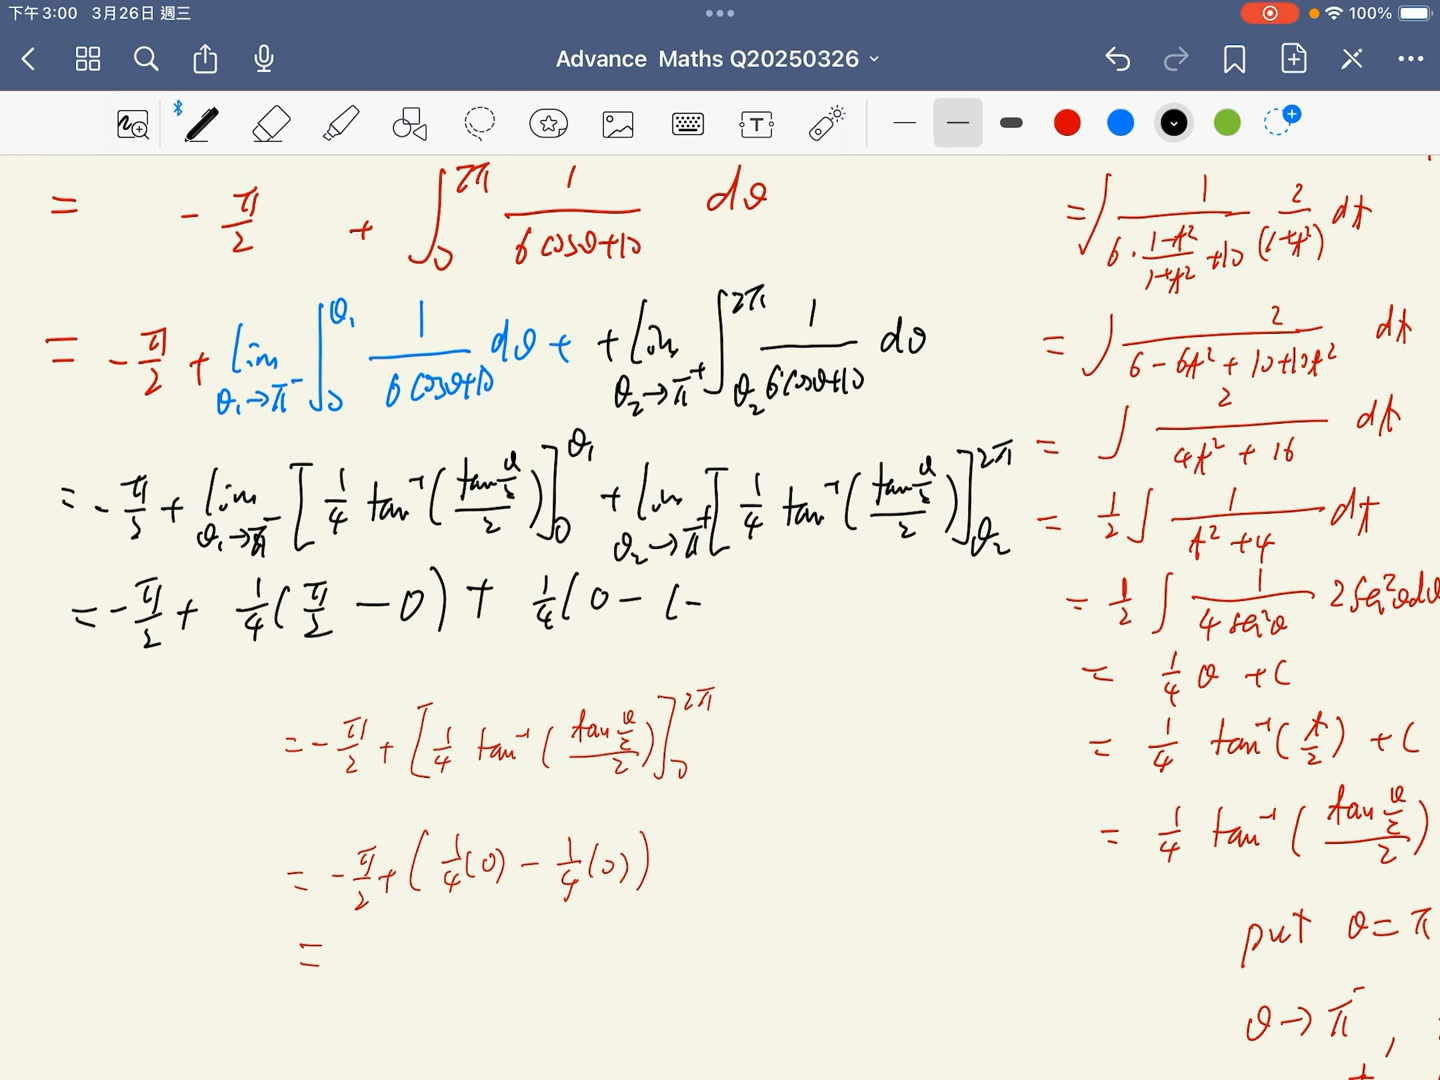 下午3:00 3月26日 週三
100%
Advance Maths Q20250326
= - π/2 + ∫_0^{2π} 1/(6cosθ+10) dθ
= - π/2 + lim_{θ₁→π⁻} ∫_0^{θ₁} 1/(6cosθ+10) dθ + + lim_{θ₂→π⁺} ∫_{θ₂}^{2π} 1/(6cosθ+10) dθ
= - π/2 + lim_{θ₁→π⁻} [1/4 tan⁻¹(tan(θ/2)/2)]_0^{θ₁} + lim_{θ₂→π⁺} [1/4 tan⁻¹(tan(θ/2)/2)]_{θ₂}^{2π}
= - π/2 + 1/4(π/2 - 0) + 1/4(0 - (-
= - π/2 + [1/4 tan⁻¹(tan(θ/2)/2)]_0^{2π}
= - π/2 + (1/4(0) - 1/4(0))
=
= ∫ 1/(6·(1-t²)/(1+t²)+10) 2/(1+t²) dt
= ∫ 2/(6-6t²+10+10t²) dt
= ∫ 2/(4t²+16) dt
= 1/2 ∫ 1/(t²+4) dt
= 1/2 ∫ 1/(4sec²θ) 2sec²θdθ
= 1/4 θ + C
= 1/4 tan⁻¹(t/2) + C
= 1/4 tan⁻¹(tan(θ/2)/2)
put θ = π
θ → π⁻,